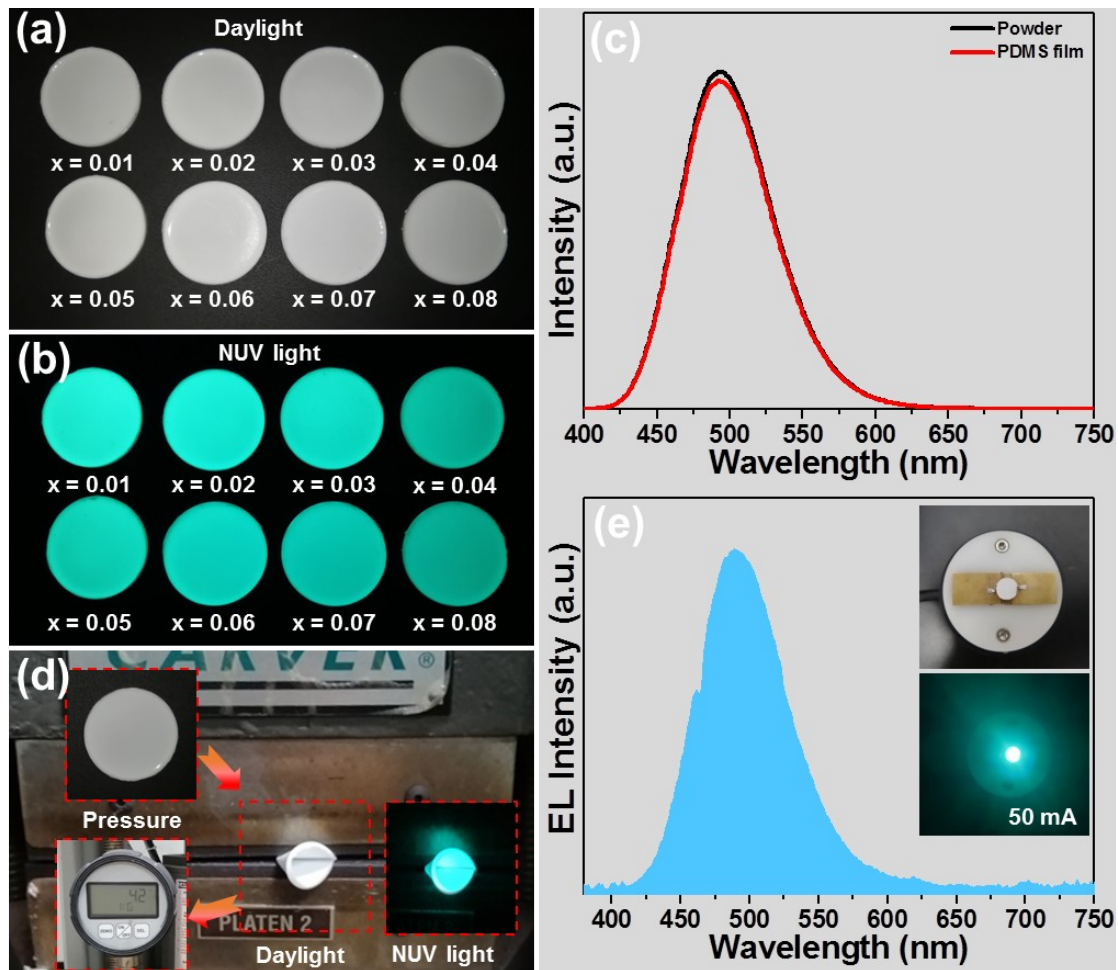 (a)
Daylight
x = 0.01 x = 0.02 x = 0.03 x = 0.04
x = 0.05 x = 0.06 x = 0.07 x = 0.08
(b)
NUV light
x = 0.01 x = 0.02 x = 0.03 x = 0.04
x = 0.05 x = 0.06 x = 0.07 x = 0.08
(d)
CARVER®
Pressure
42
KG
PLATEN 2
Daylight
NUV light
(c)
Powder
PDMS film
Intensity (a.u.)
400 450 500 550 600 650 700 750
Wavelength (nm)
(e)
EL Intensity (a.u.)
50 mA
400 450 500 550 600 650 700 750
Wavelength (nm)